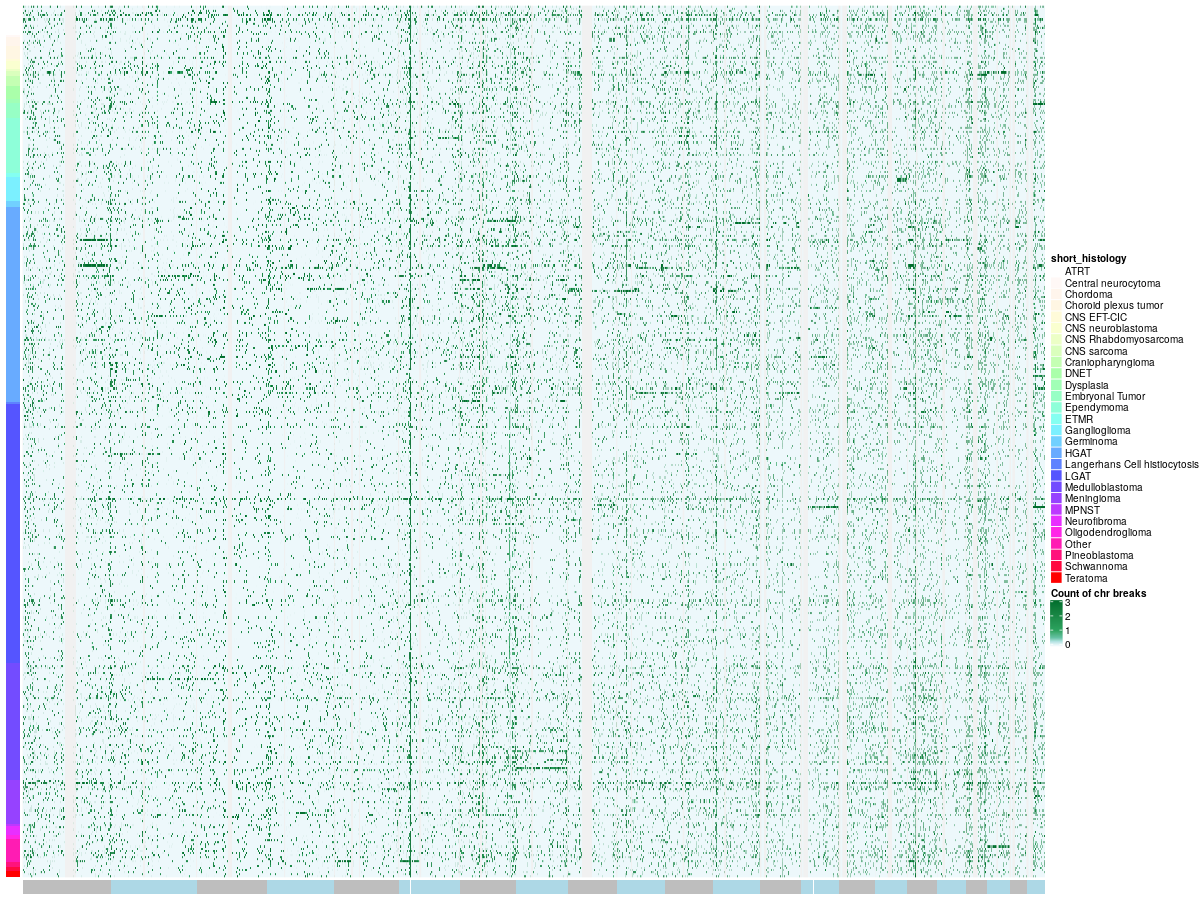 short_histology
ATRT
Central neurocytoma
Chordoma
Choroid plexus tumor
CNS EFT-CIC
CNS neuroblastoma
CNS Rhabdomyosarcoma
CNS sarcoma
Craniopharyngioma
DNET
Dysplasia
Embryonal Tumor
Ependymoma
ETMR
Ganglioglioma
Germinoma
HGAT
Langerhans Cell histiocytosis
LGAT
Medulloblastoma
Meningioma
MPNST
Neurofibroma
Oligodendroglioma
Other
Pineoblastoma
Schwannoma
Teratoma
Count of chr breaks
3
2
1
0